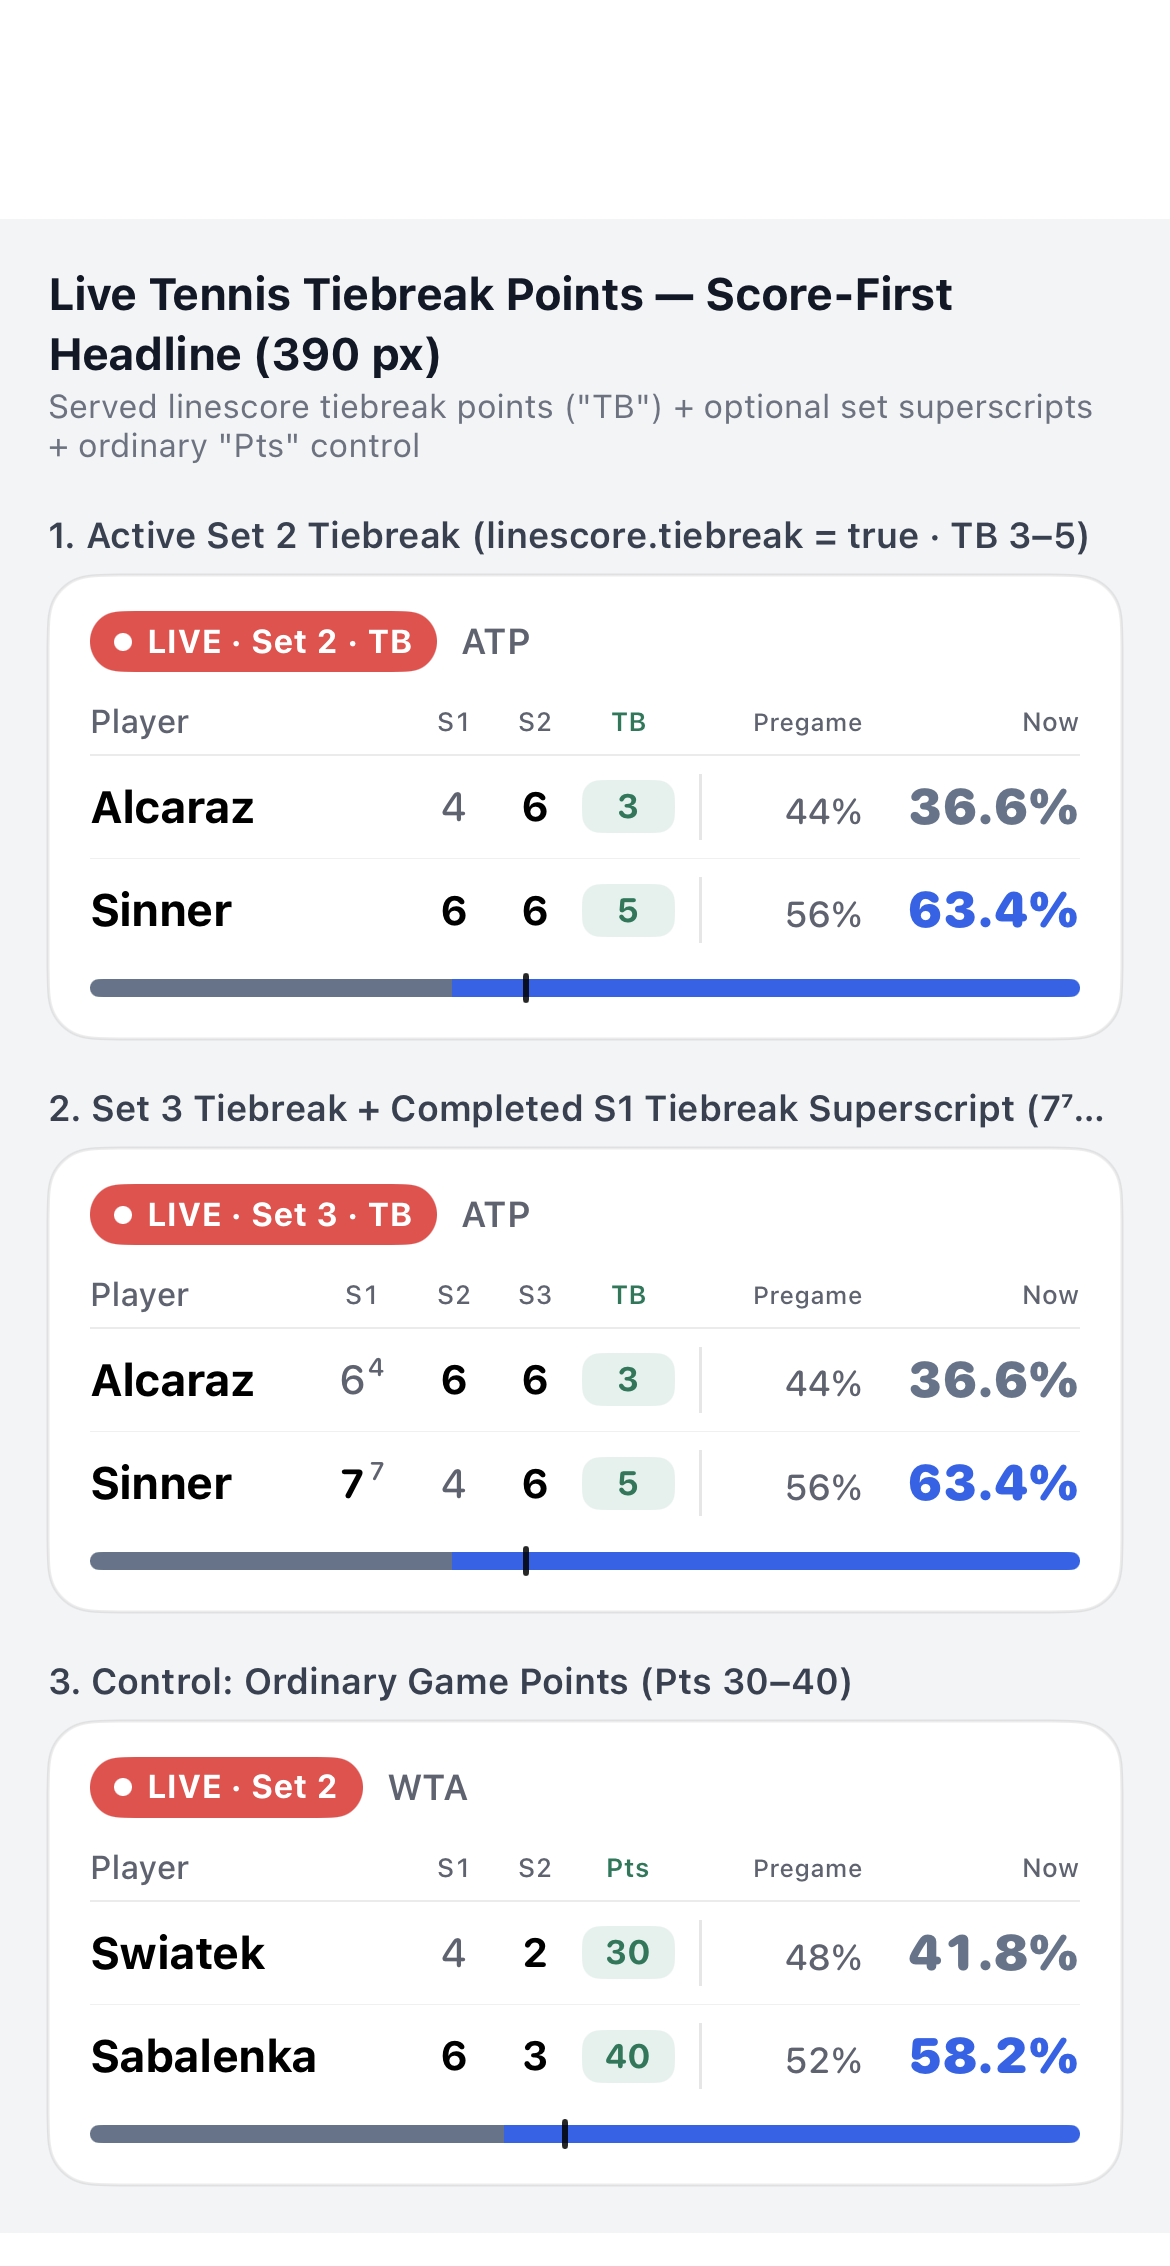 Live Tennis Tiebreak Points — Score-First
Headline (390 px)
Served linescore tiebreak points ("TB") + optional set superscripts
+ ordinary "Pts" control
1. Active Set 2 Tiebreak (linescore.tiebreak = true · TB 3–5)
LIVE · Set 2 · TB ATP
Player S1 S2 TB Pregame Now
Alcaraz 4 6 3 44% 36.6%
Sinner 6 6 5 56% 63.4%
2. Set 3 Tiebreak + Completed S1 Tiebreak Superscript (7⁷...
LIVE · Set 3 · TB ATP
Player S1 S2 S3 TB Pregame Now
Alcaraz 6⁴ 6 6 3 44% 36.6%
Sinner 7⁷ 4 6 5 56% 63.4%
3. Control: Ordinary Game Points (Pts 30–40)
LIVE · Set 2 WTA
Player S1 S2 Pts Pregame Now
Swiatek 4 2 30 48% 41.8%
Sabalenka 6 3 40 52% 58.2%